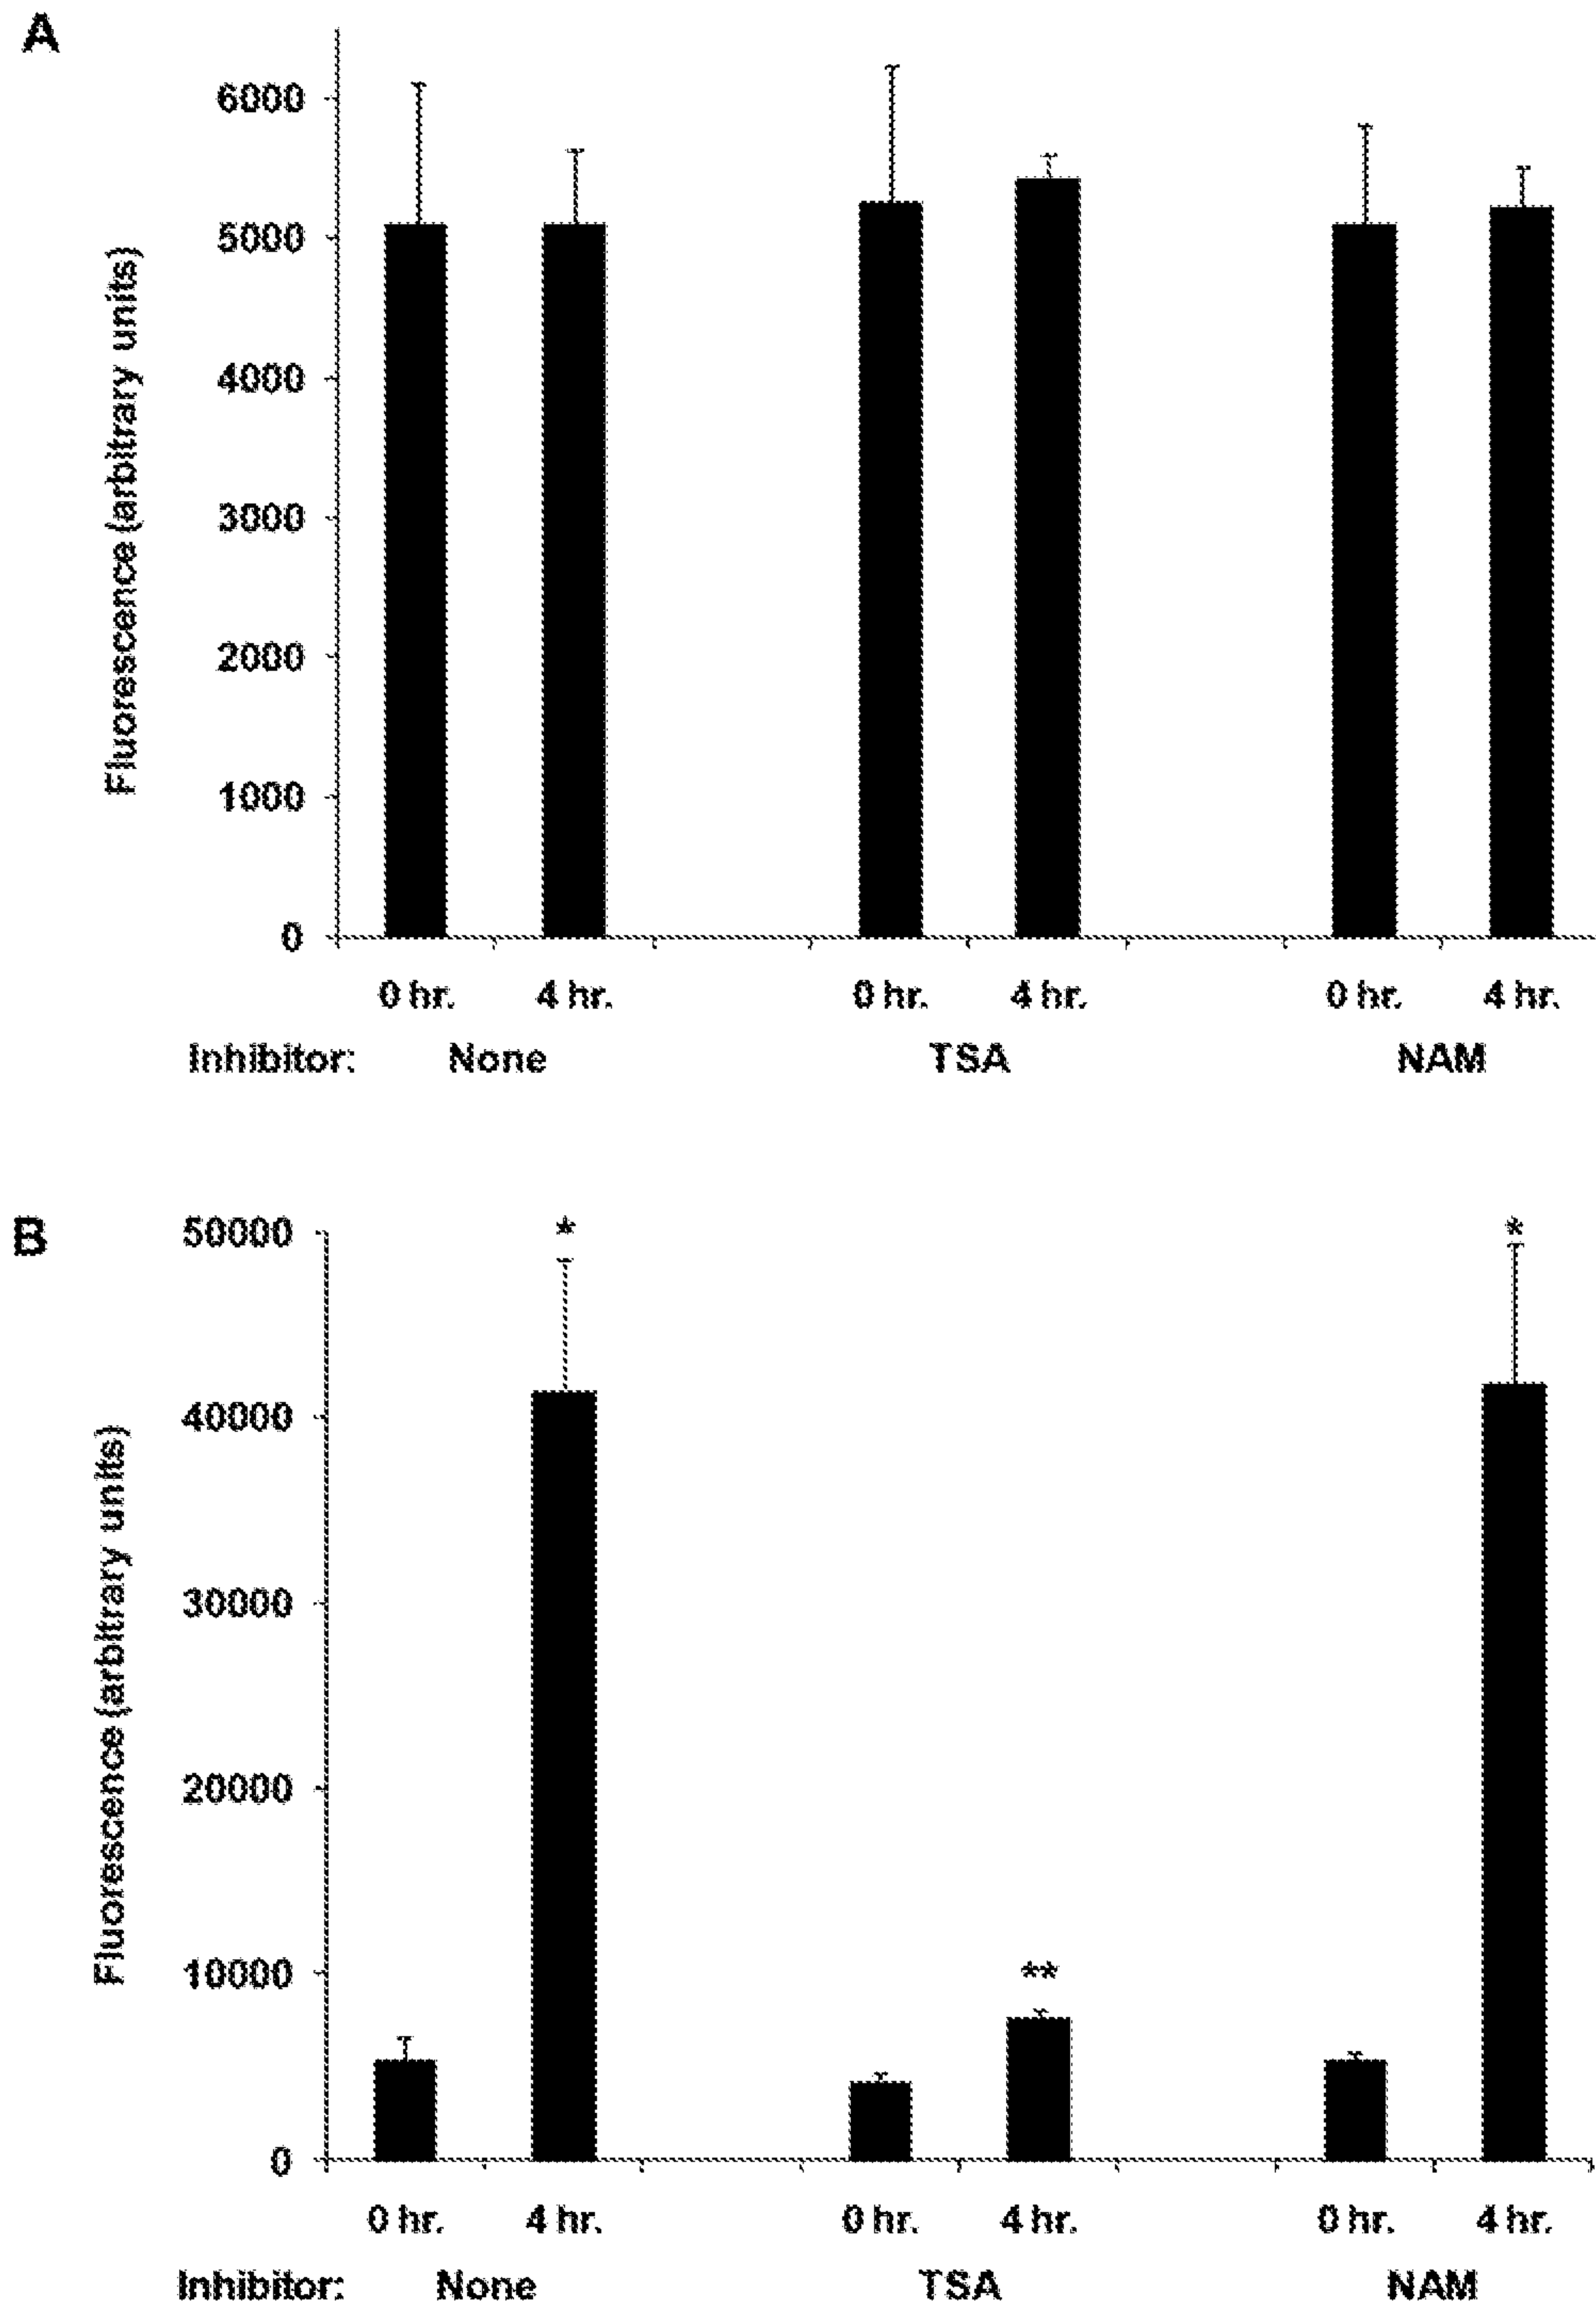 A
Fluorescence (arbitrary units)
6000
5000
4000
3000
2000
1000
0
0 hr. 4 hr. 0 hr. 4 hr. 0 hr. 4 hr.
Inhibitor: None TSA NAM
B
Fluorescence (arbitrary units)
50000
40000
30000
20000
10000
0
* ** *
0 hr. 4 hr. 0 hr. 4 hr. 0 hr. 4 hr.
Inhibitor: None TSA NAM